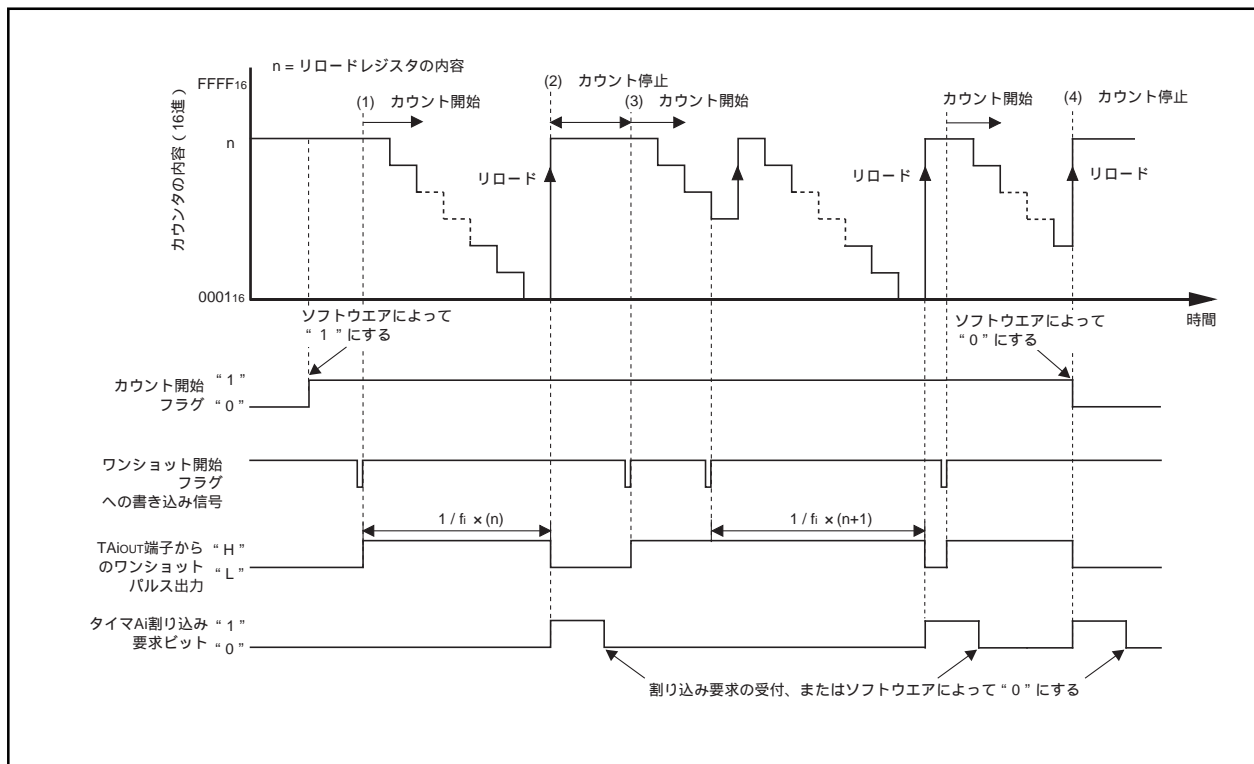 n = リロードレジスタの内容
カウンタの内容(16進)
FFFF16
n
000116
(1) カウント開始
(2) カウント停止
(3) カウント開始
カウント開始
(4) カウント停止
リロード
リロード
リロード
時間
ソフトウエアによって
“1”にする
ソフトウエアによって
“0”にする
カウント開始 “1”
フラグ “0”
ワンショット開始
フラグ
への書き込み信号
1 / fi × (n)
1 / fi × (n+1)
TAiOUT端子から “H”
のワンショット “L”
パルス出力
タイマAi割り込み “1”
要求ビット “0”
割り込み要求の受付、またはソフトウエアによって“0”にする